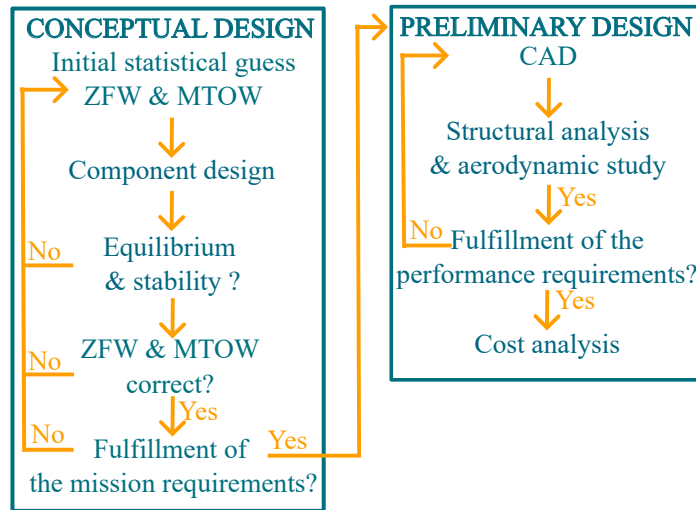 CONCEPTUAL DESIGN
Initial statistical guess
ZFW & MTOW
Component design
No
Equilibrium
& stability ?
No
ZFW & MTOW
correct?
Yes
No
Fulfillment of
the mission requirements?
Yes
PRELIMINARY DESIGN
CAD
Structural analysis
& aerodynamic study
Yes
No
Fulfillment of the
performance requirements?
Yes
Cost analysis